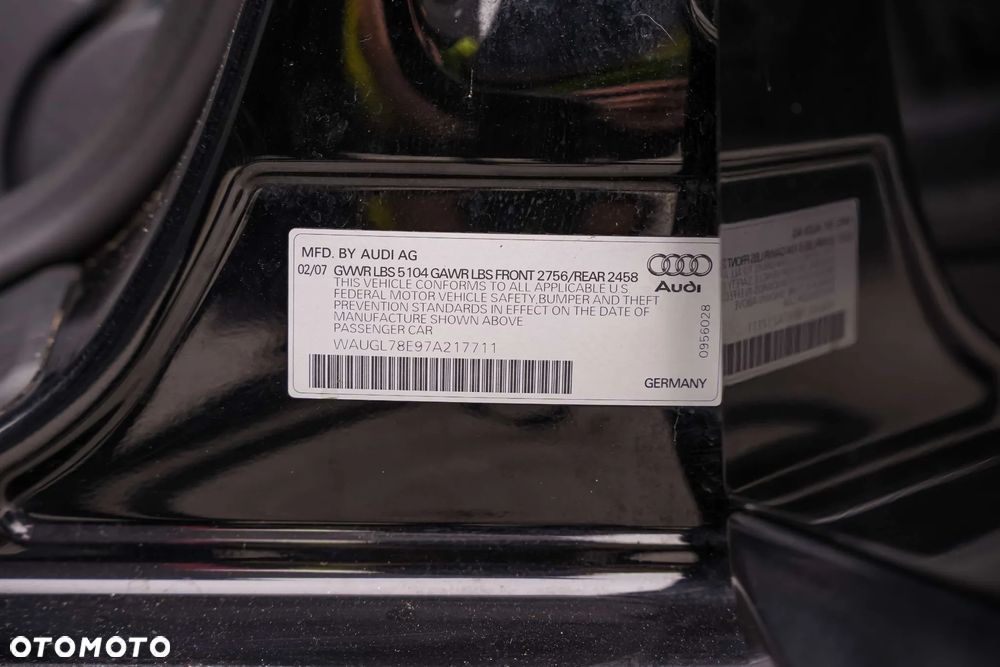 MFD. BY AUDI AG
02/07 GVWR LBS 5104 GAWR LBS FRONT 2756/REAR 2458
THIS VEHICLE CONFORMS TO ALL APPLICABLE U S
FEDERAL MOTOR VEHICLE SAFETY,BUMPER AND THEFT
PREVENTION STANDARDS IN EFFECT ON THE DATE OF
MANUFACTURE SHOWN ABOVE
PASSENGER CAR
WAUGL78E97A217711
Audi
0956028
GERMANY
OTOMOTO